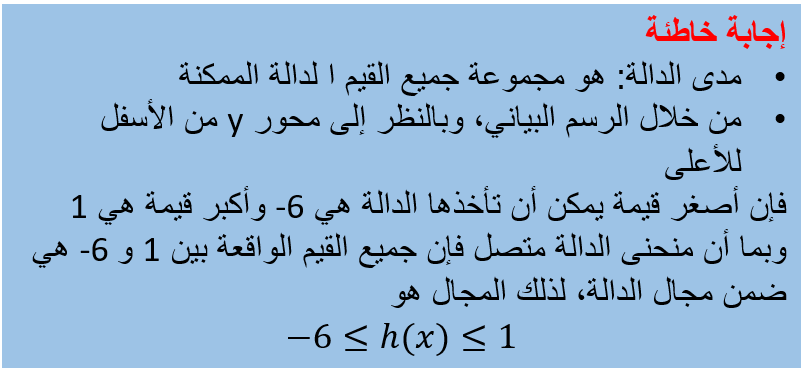 إجابة خاطئة
• مدى الدالة: هو مجموعة جميع القيم ا لدالة الممكنة
• من خلال الرسم البياني، وبالنظر إلى محور y من الأسفل
للأعلى
فإن أصغر قيمة يمكن أن تأخذها الدالة هي 6- وأكبر قيمة هي 1
وبما أن منحنى الدالة متصل فإن جميع القيم الواقعة بين 1 و 6- هي
ضمن مجال الدالة، لذلك المجال هو
−6 ≤ h(x) ≤ 1